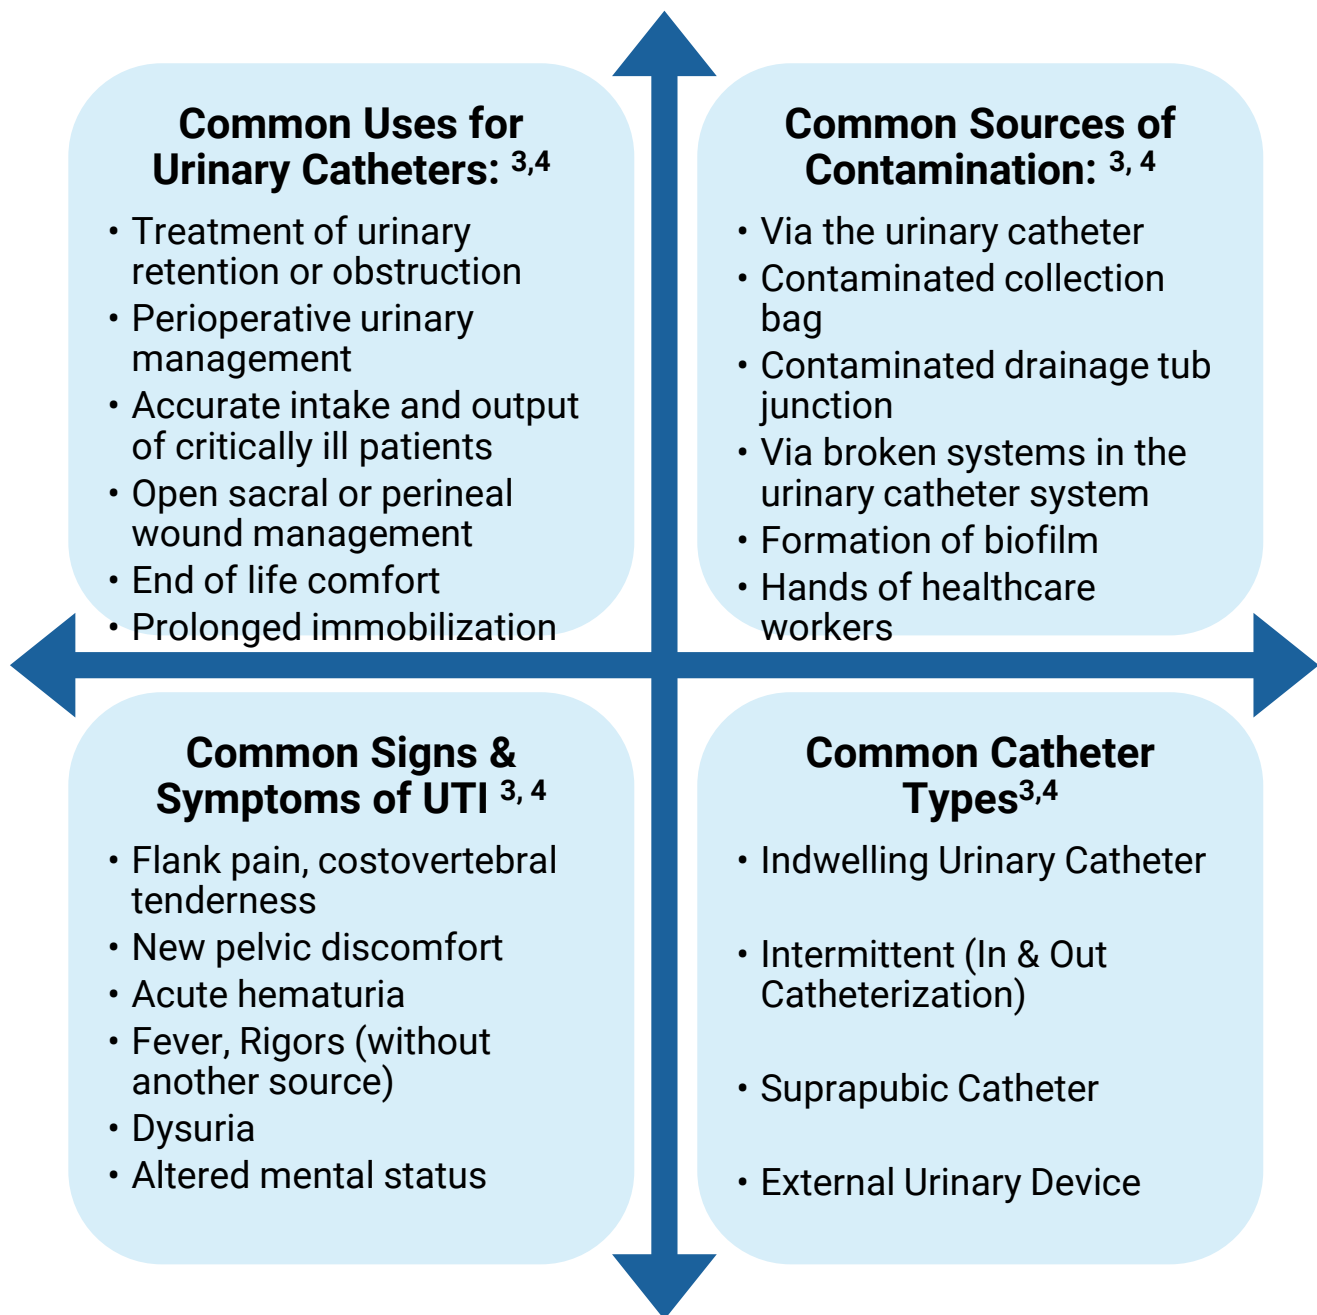 Common Uses for
Urinary Catheters: 3,4
• Treatment of urinary
retention or obstruction
• Perioperative urinary
management
• Accurate intake and output
of critically ill patients
• Open sacral or perineal
wound management
• End of life comfort
• Prolonged immobilization
Common Sources of
Contamination: 3, 4
• Via the urinary catheter
• Contaminated collection
bag
• Contaminated drainage tub
junction
• Via broken systems in the
urinary catheter system
• Formation of biofilm
• Hands of healthcare
workers
Common Signs &
Symptoms of UTI 3, 4
• Flank pain, costovertebral
tenderness
• New pelvic discomfort
• Acute hematuria
• Fever, Rigors (without
another source)
• Dysuria
• Altered mental status
Common Catheter
Types3,4
• Indwelling Urinary Catheter
• Intermittent (In & Out
Catheterization)
• Suprapubic Catheter
• External Urinary Device